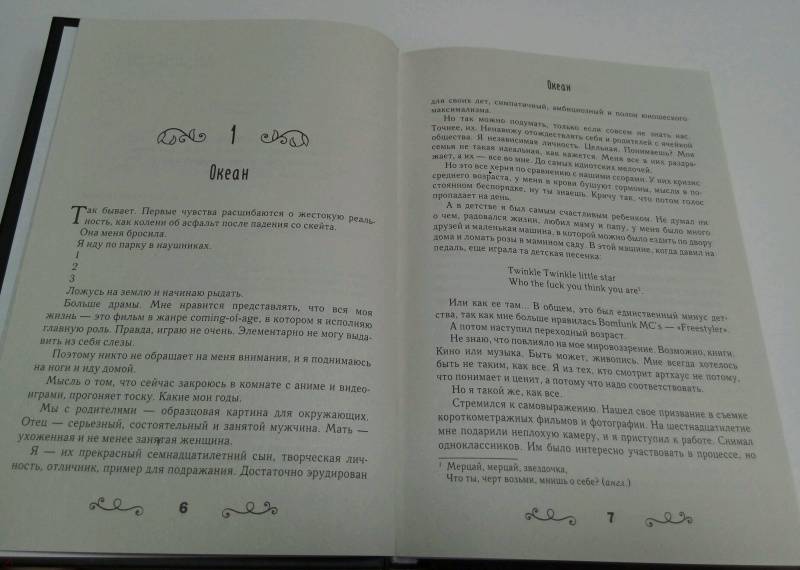 1
Океан
Так бывает. Первые чувства расшибаются о жестокую реаль-
ность, как колени об асфальт после падения со скейта.
Она меня бросила.
Я иду по парку в наушниках.
1
2
3
Ложусь на землю и начинаю рыдать.
Больше драмы. Мне нравится представлять, что вся моя
жизнь — это фильм в жанре coming-of-age, в котором я исполняю
главную роль. Правда, играю не очень. Элементарно не могу выда-
вить из себя слезы.
Поэтому никто не обращает на меня внимания, и я поднимаюсь
на ноги и иду домой.
Мысль о том, что сейчас закроюсь в комнате с аниме и видео-
играми, прогоняет тоску. Какие мои годы.
Мы с родителями — образцовая картина для окружающих.
Отец — серьезный, состоятельный и занятой мужчина. Мать —
ухоженная и не менее занятая женщина.
Я — их прекрасный семнадцатилетний сын, творческая лич-
ность, отличник, пример для подражания. Достаточно эрудирован
6
Океан
для своих лет, симпатичный, амбициозный и полон юношеского
максимализма.
Но так можно подумать, только если совсем не знать нас.
Точнее, их. Ненавижу отождествлять себя и родителей с ячейкой
общества. Я независимая личность. Цельная. Понимаешь? Моя
семья не такая идеальная, как кажется. Меня все в них раздра-
жает, а их — все во мне. До самых идиотских мелочей.
Но это все херня по сравнению с нашими ссорами. У них кризис
среднего возраста, у меня в крови бушуют гормоны, мысли в по-
стоянном беспорядке, ну ты знаешь. Кричу так, что потом голос
пропадает на день.
А в детстве я был самым счастливым ребенком. Не думал ни
о чем, радовался жизни, любил маму и папу, у меня было много
друзей и маленькая машина, в которой можно было ездить по двору
дома и ломать розы в мамином саду. В этой машине, когда давил на
педаль, еще играла та детская песенка:
Twinkle Twinkle little star
Who the fuck you think you are¹.
Или как ее там... В общем, это был единственный минус дет-
ства, так как мне больше нравилась Bomfunk MC's — «Freestyler».
А потом наступил переходный возраст.
Не знаю, что повлияло на мое мировоззрение. Возможно, книги.
Кино или музыка. Быть может, живопись. Мне всегда хотелось
быть не таким, как все. Я из тех, кто смотрит артхаус не потому,
что понимает и ценит, а потому что надо соответствовать.
Но я такой же, как все.
Стремился к самовыражению. Нашел свое призвание в съемке
короткометражных фильмов и фотографии. На шестнадцатилетие
мне подарили неплохую камеру, и я приступил к работе. Снимал
одноклассников. Им было интересно участвовать в процессе, но
¹ Мерцай, мерцай, звездочка,
Что ты, черт возьми, мнишь о себе? (англ.)
7